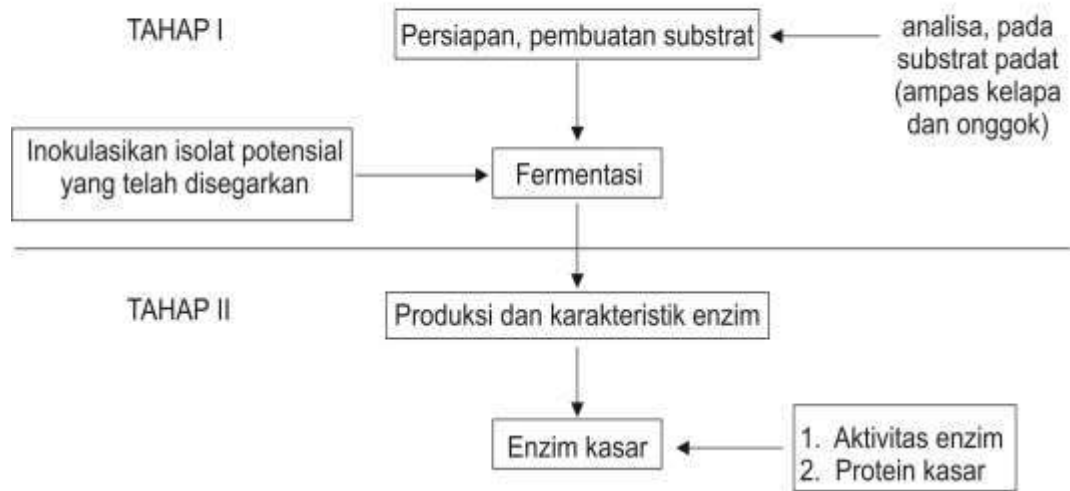 TAHAP I
Persiapan, pembuatan substrat
analisa, pada
substrat padat
(ampas kelapa
dan onggok)
Inokulasikan isolat potensial
yang telah disegarkan
Fermentasi
TAHAP II
Produksi dan karakteristik enzim
Enzim kasar
1. Aktivitas enzim
2. Protein kasar